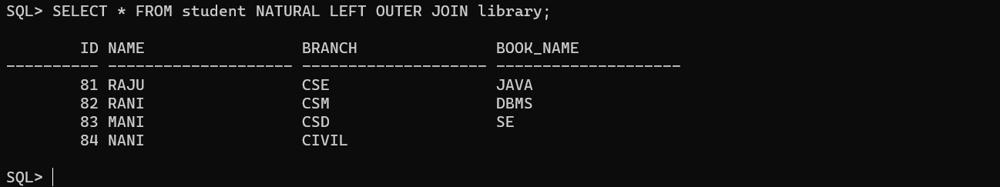 SQL> SELECT * FROM student NATURAL LEFT OUTER JOIN library;
        ID NAME                 BRANCH               BOOK_NAME
---------- -------------------- -------------------- --------------------
        81 RAJU                 CSE                  JAVA
        82 RANI                 CSM                  DBMS
        83 MANI                 CSD                  SE
        84 NANI                 CIVIL
SQL>